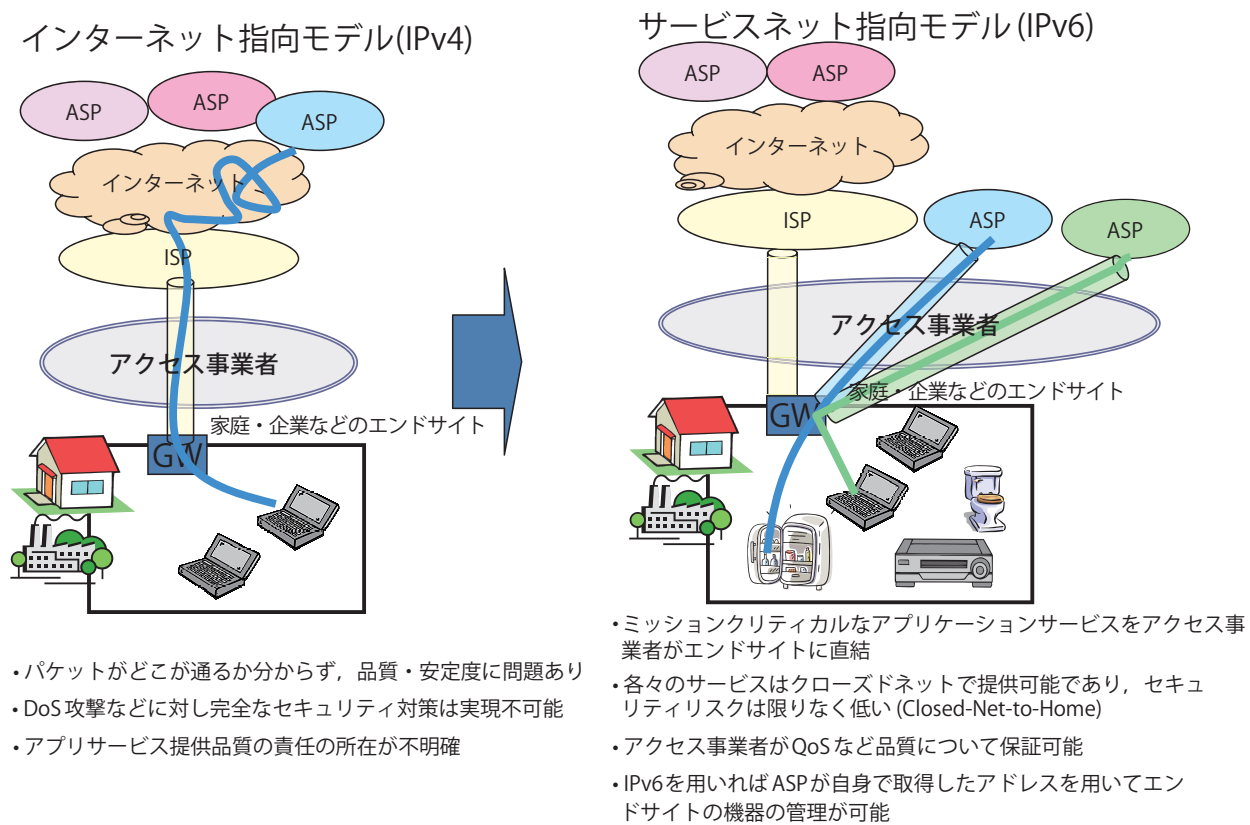 インターネット指向モデル(IPv4)
ASP
ASP
ASP
インターネット
ISP
アクセス事業者
家庭・企業などのエンドサイト
GW
・パケットがどこが通るか分からず，品質・安定度に問題あり
・DoS攻撃などに対し完全なセキュリティ対策は実現不可能
・アプリサービス提供品質の責任の所在が不明確
サービスネット指向モデル(IPv6)
ASP
ASP
インターネット
ISP
ASP
ASP
アクセス事業者
家庭・企業などのエンドサイト
GW
・ミッションクリティカルなアプリケーションサービスをアクセス事
業者がエンドサイトに直結
・各々のサービスはクローズドネットで提供可能であり，セキュ
リティリスクは限りなく低い(Closed-Net-to-Home)
・アクセス事業者がQoSなど品質について保証可能
・IPv6を用いればASPが自身で取得したアドレスを用いてエン
ドサイトの機器の管理が可能